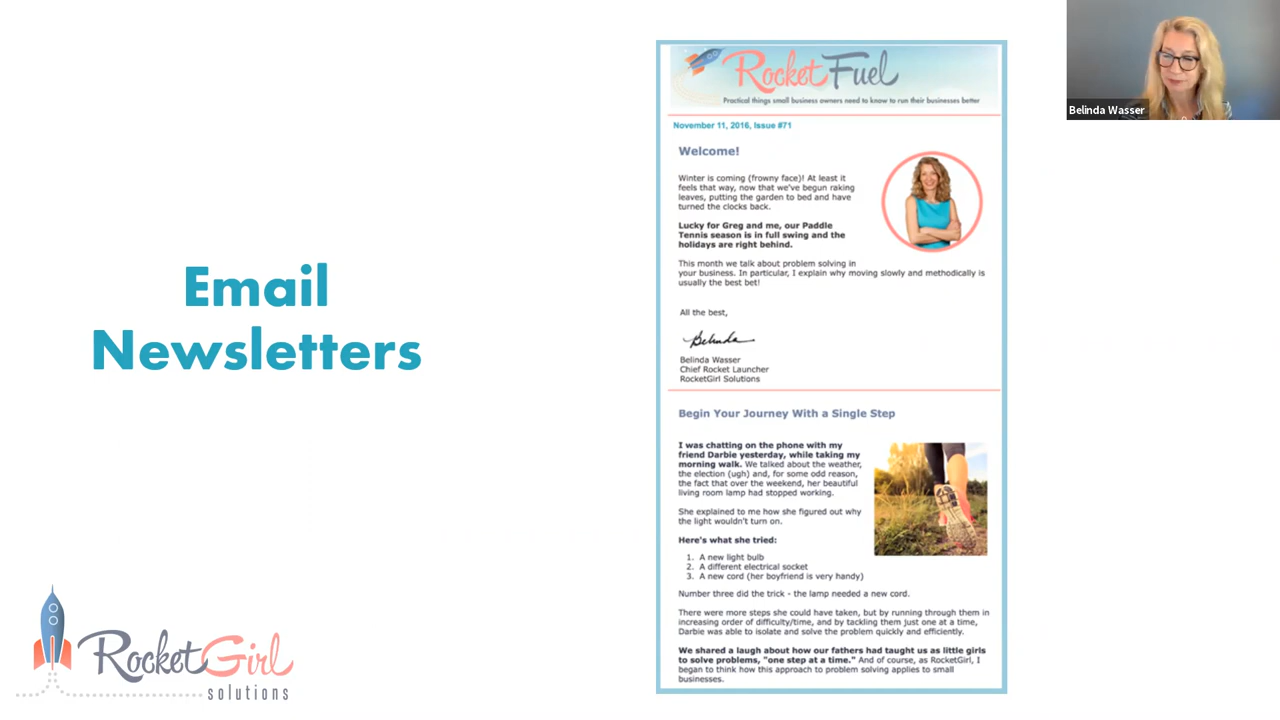 Email
Newsletters
RocketGirl
solutions
RocketFuel
Practical things small business owners need to know to run their businesses better
November 11, 2016, Issue #71
Welcome!
Winter is coming (frowny face)! At least it
feels that way, now that we've begun raking
leaves, putting the garden to bed and have
turned the clocks back.
Lucky for Greg and me, our Paddle
Tennis season is in full swing and the
holidays are right behind.
This month we talk about problem solving in
your business. In particular, I explain why moving slowly and methodically is
usually the best bet!
All the best,
Belinda
Belinda Wasser
Chief Rocket Launcher
RocketGirl Solutions
Begin Your Journey With a Single Step
I was chatting on the phone with my
friend Darbie yesterday, while taking my
morning walk. We talked about the weather,
the election (ugh) and, for some odd reason,
the fact that over the weekend, her beautiful
living room lamp had stopped working.
She explained to me how she figured out why
the light wouldn't turn on.
Here's what she tried:
1. A new light bulb
2. A different electrical socket
3. A new cord (her boyfriend is very handy)
Number three did the trick - the lamp needed a new cord.
There were more steps she could have taken, but by running through them in
increasing order of difficulty/time, and by tackling them just one at a time,
Darbie was able to isolate and solve the problem quickly and efficiently.
We shared a laugh about how our fathers had taught us as little girls
to solve problems, "one step at a time." And of course, as RocketGirl, I
began to think how this approach to problem solving applies to small
businesses.
Belinda Wasser